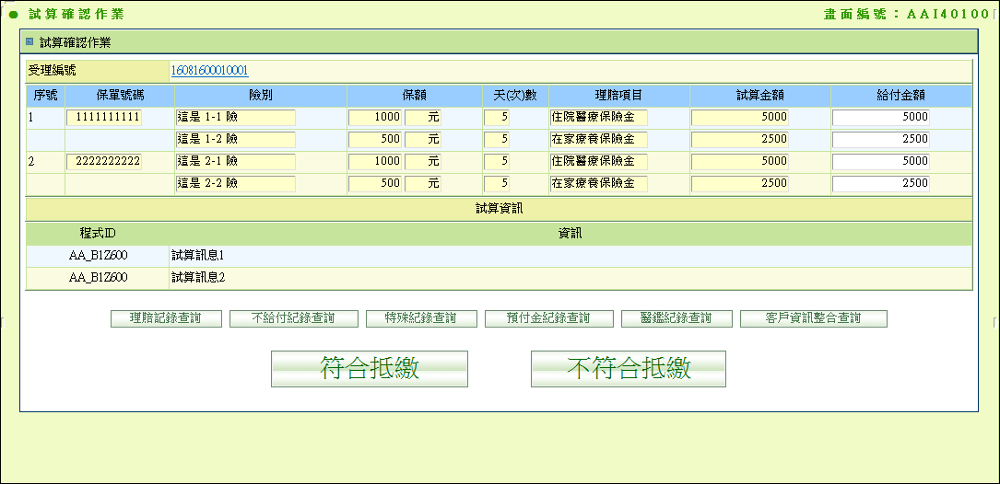 試算確認作業 畫面編號：AAI40100
試算確認作業
受理編號 16081600010001
序號 保單號碼 險別 保額 天(次)數 理賠項目 試算金額 給付金額
1 1111111111 這是 1-1 險 1000 元 5 住院醫療保險金 5000 5000
這是 1-2 險 500 元 5 在家療養保險金 2500 2500
2 2222222222 這是 2-1 險 1000 元 5 住院醫療保險金 5000 5000
這是 2-2 險 500 元 5 在家療養保險金 2500 2500
試算資訊
程式ID 資訊
AA_B1Z600 試算訊息1
AA_B1Z600 試算訊息2
理賠記錄查詢 不給付紀錄查詢 特殊紀錄查詢 預付金紀錄查詢 醫鑑紀錄查詢 客戶資訊整合查詢
符合抵繳 不符合抵繳